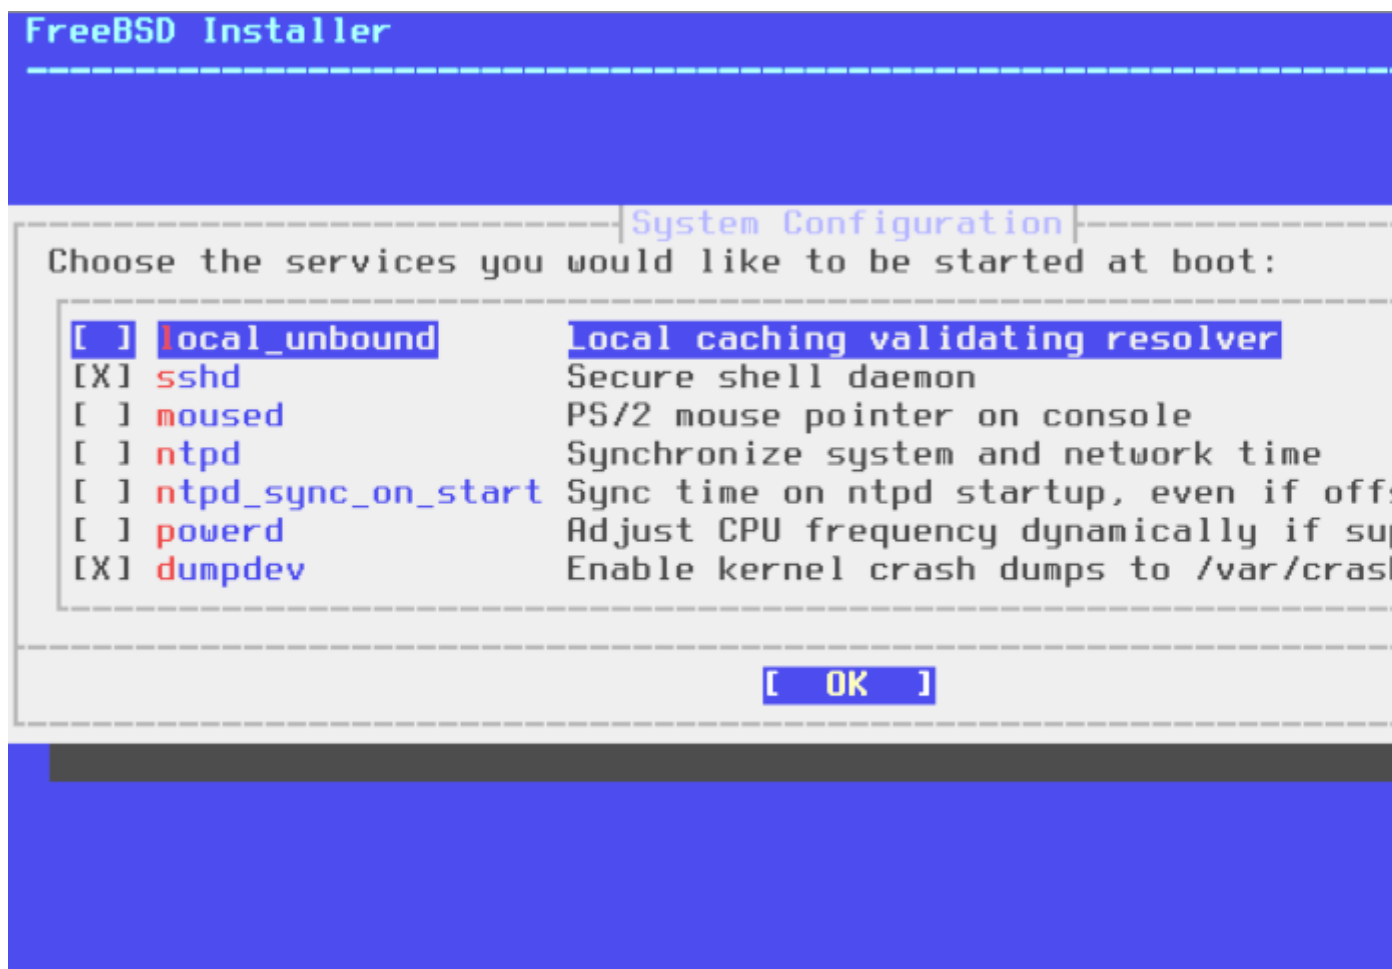 FreeBSD Installer
System Configuration
Choose the services you would like to be started at boot:
[ ] local_unbound Local caching validating resolver
[X] sshd Secure shell daemon
[ ] moused PS/2 mouse pointer on console
[ ] ntpd Synchronize system and network time
[ ] ntpd_sync_on_start Sync time on ntpd startup, even if
[ ] powerd Adjust CPU frequency dynamically if
[X] dumpdev Enable kernel crash dumps to
[ OK ]